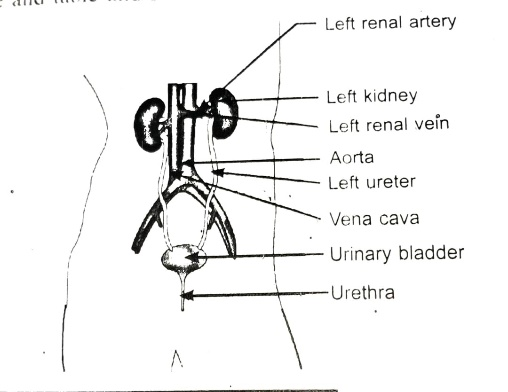 Left renal artery
Left kidney
Left renal vein
Aorta
Left ureter
Vena cava
Urinary bladder
Urethra